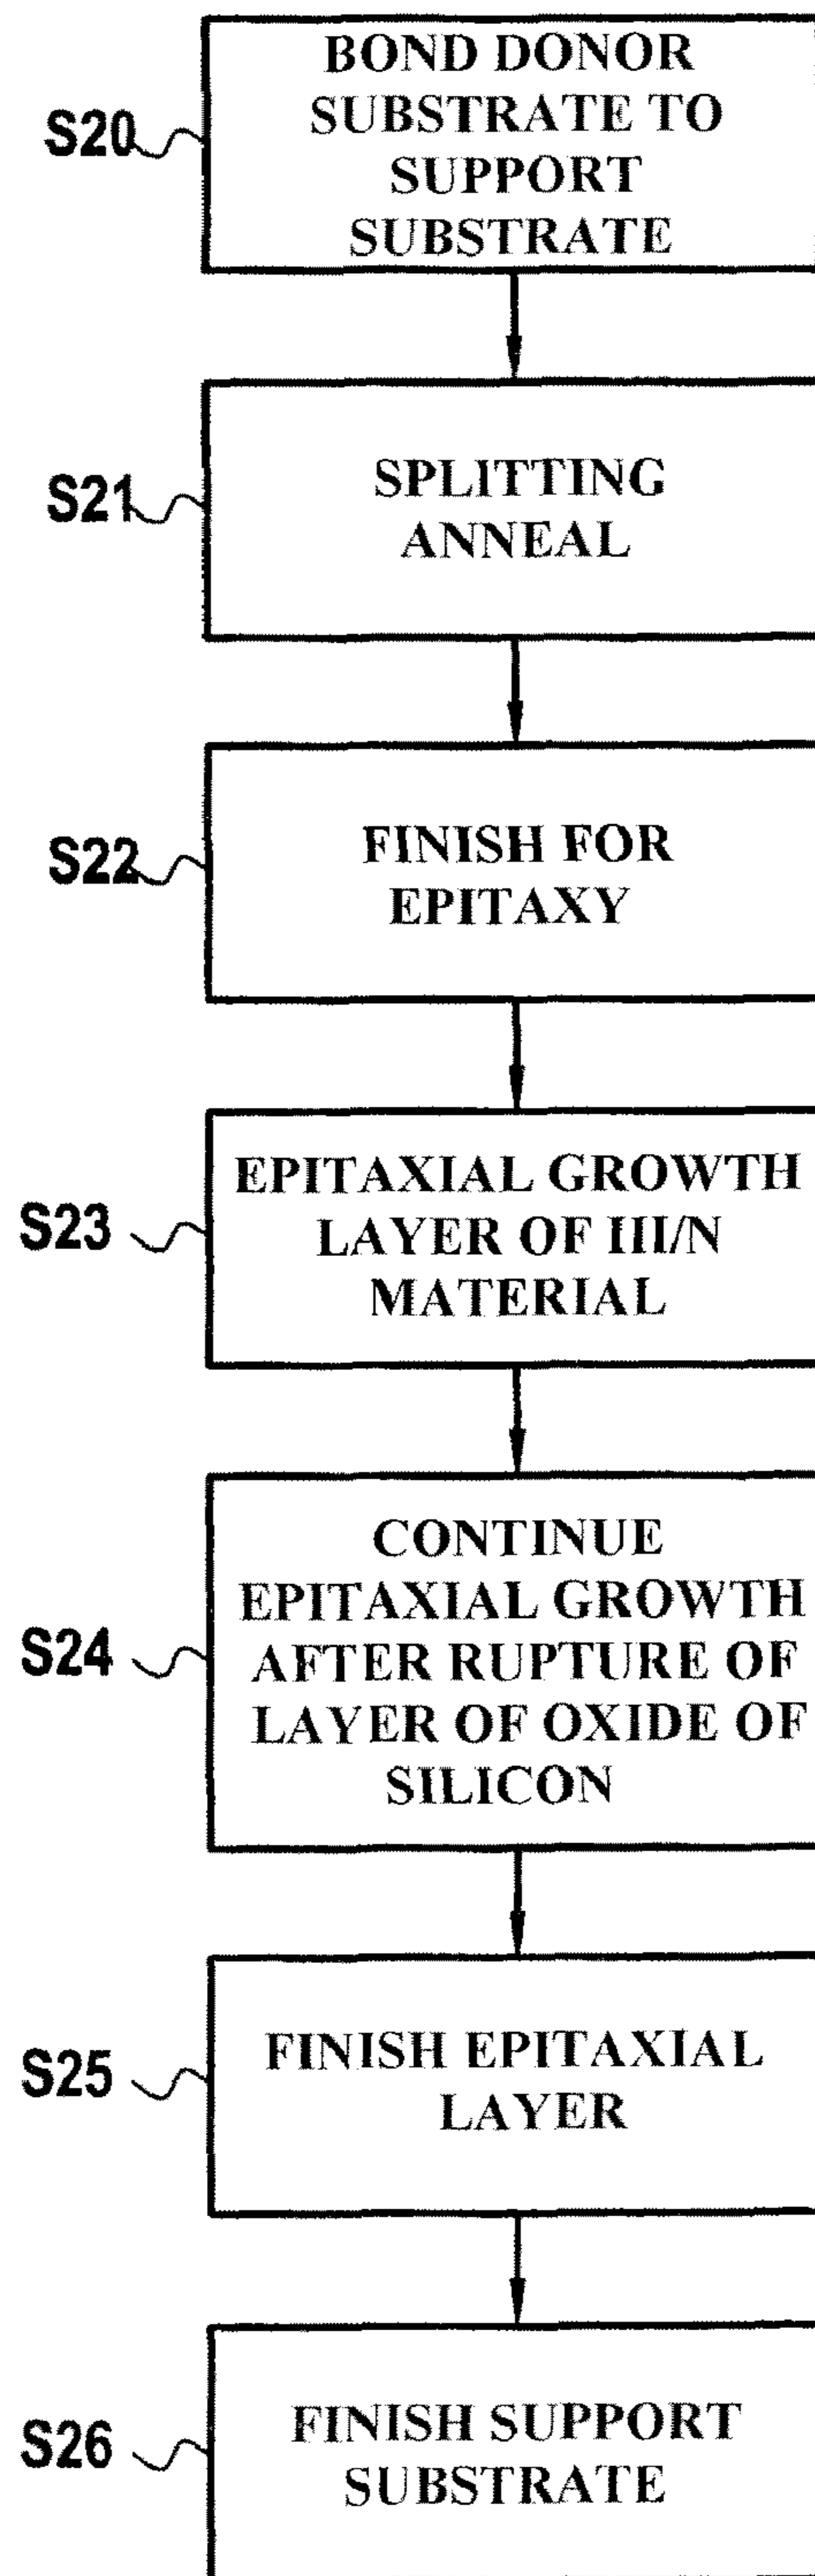 S20
BOND DONOR
SUBSTRATE TO
SUPPORT
SUBSTRATE
S21
SPLITTING
ANNEAL
S22
FINISH FOR
EPITAXY
S23
EPITAXIAL GROWTH
LAYER OF III/N
MATERIAL
S24
CONTINUE
EPITAXIAL GROWTH
AFTER RUPTURE OF
LAYER OF OXIDE OF
SILICON
S25
FINISH EPITAXIAL
LAYER
S26
FINISH SUPPORT
SUBSTRATE